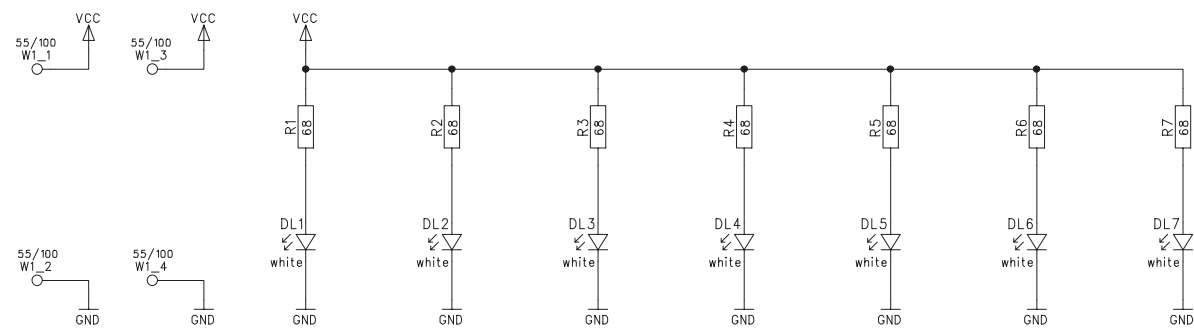 VCC
VCC
VCC
55/100
W1_1
55/100
W1_3
R1
68
R2
68
R3
68
R4
68
R5
68
R6
68
R7
68
DL1
DL2
DL3
DL4
DL5
DL6
DL7
white
white
white
white
white
white
white
55/100
W1_2
55/100
W1_4
GND
GND
GND
GND
GND
GND
GND
GND
GND